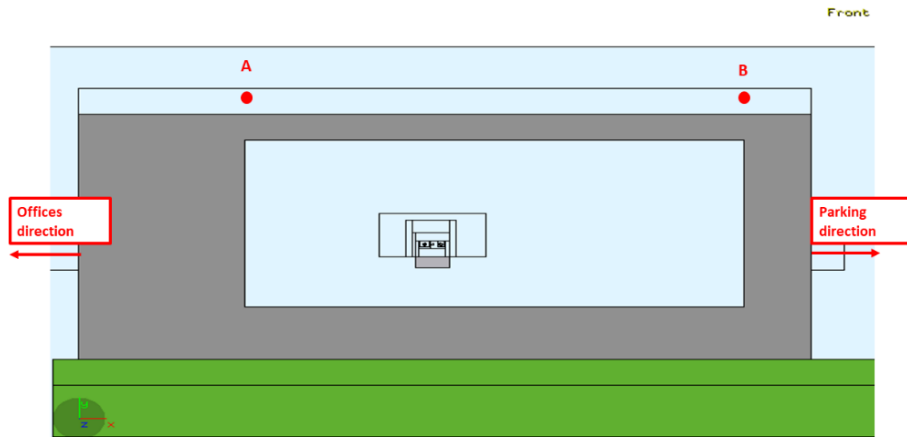 Front
A
B
Offices
direction
Parking
direction
y
z
x